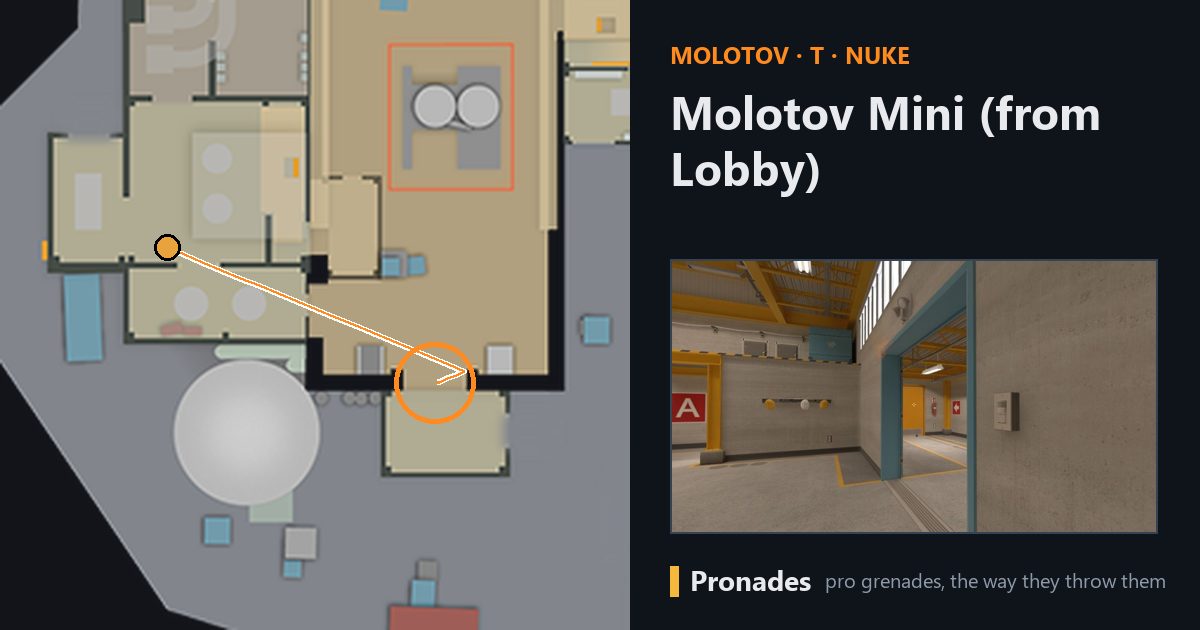 MOLOTOV · T · NUKE
Molotov Mini (from
Lobby)
A
Pronades pro grenades, the way they throw them